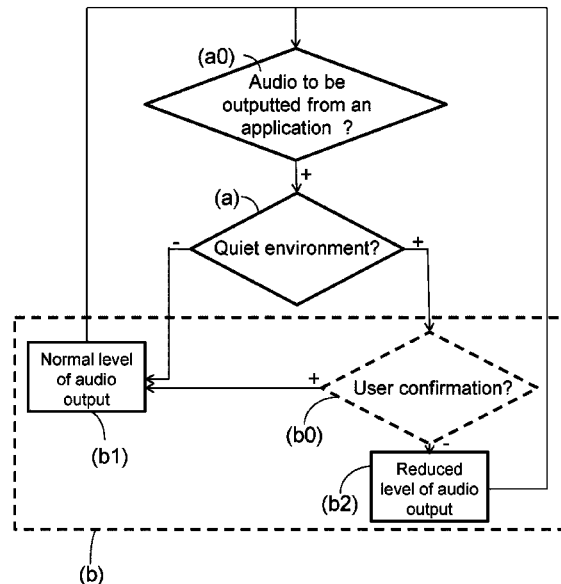 (a0)
Audio to be
outputted from an
application ?
+
(a)
Quiet environment?
-
+
Normal level
of audio
output
(b1)
+
User confirmation?
(b0)
-
Reduced
level of audio
output
(b2)
(b)